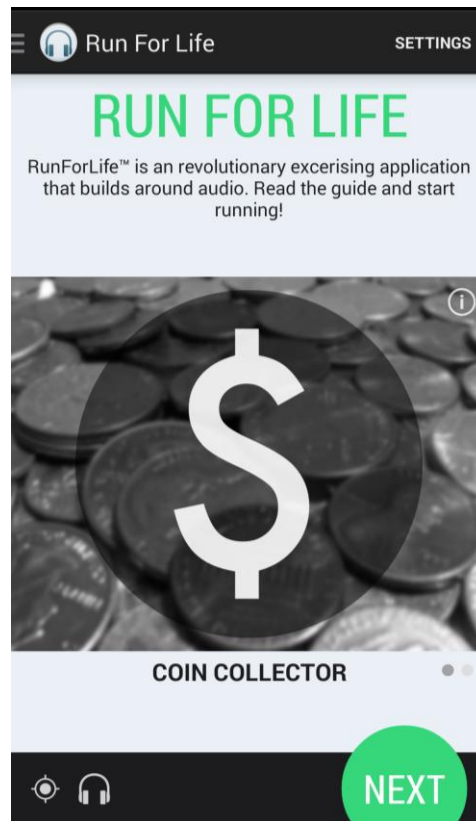 Run For Life
SETTINGS
RUN FOR LIFE
RunForLife™ is an revolutionary excerising application
that builds around audio. Read the guide and start
running!
i
$
COIN COLLECTOR
NEXT